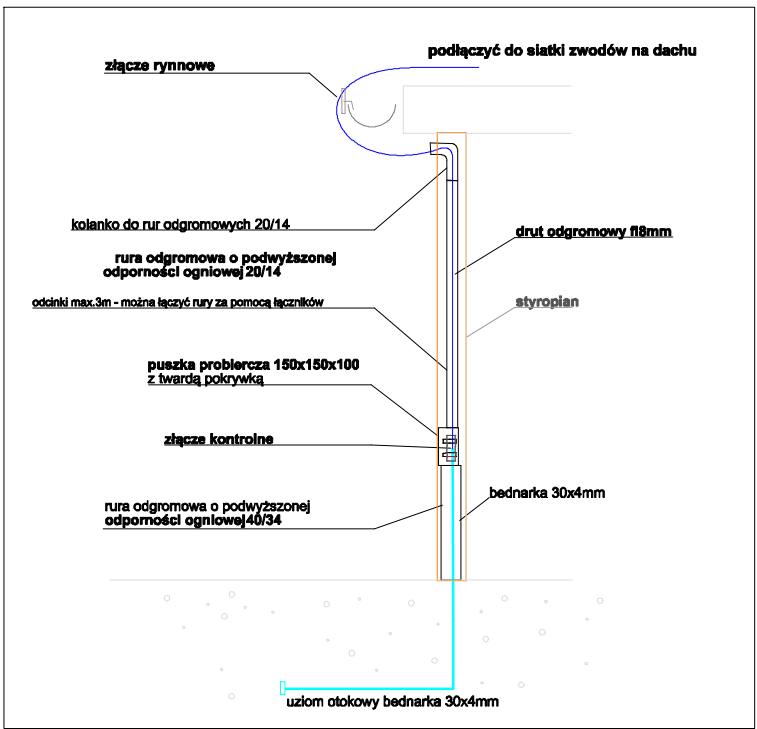 podłączyć do siatki zwodów na dachu
złącze rynnowe
kolanko do rur odgromowych 20/14
drut odgromowy fi8mm
rura odgromowa o podwyższonej
odporności ogniowej 20/14
odcinki max.3m - można łączyć rury za pomocą łączników
styropian
puszka probiercza 150x150x100
z twardą pokrywką
złącze kontrolne
bednarka 30x4mm
rura odgromowa o podwyższonej
odporności ogniowej 40/34
uziom otokowy bednarka 30x4mm